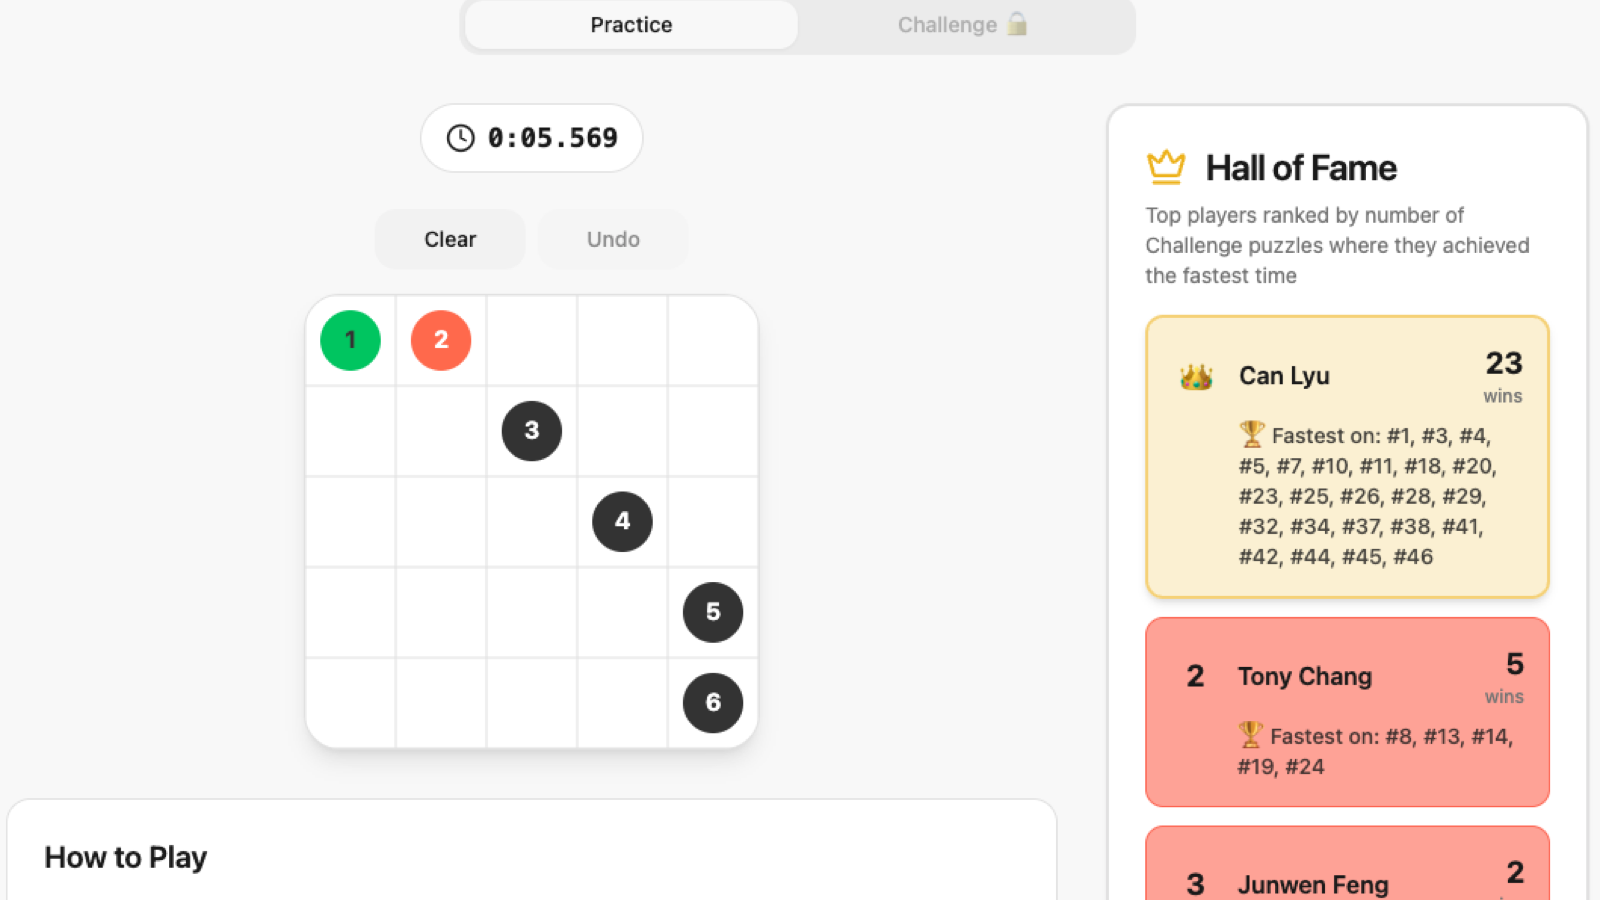 Practice
Challenge
0:05.569
Clear
Undo
1
2
3
4
5
6
How to Play
Hall of Fame
Top players ranked by number of
Challenge puzzles where they achieved
the fastest time
Can Lyu
23
wins
Fastest on: #1, #3, #4,
#5, #7, #10, #11, #18, #20,
#23, #25, #26, #28, #29,
#32, #34, #37, #38, #41,
#42, #44, #45, #46
2
Tony Chang
5
wins
Fastest on: #8, #13, #14,
#19, #24
3
Junwen Feng
2